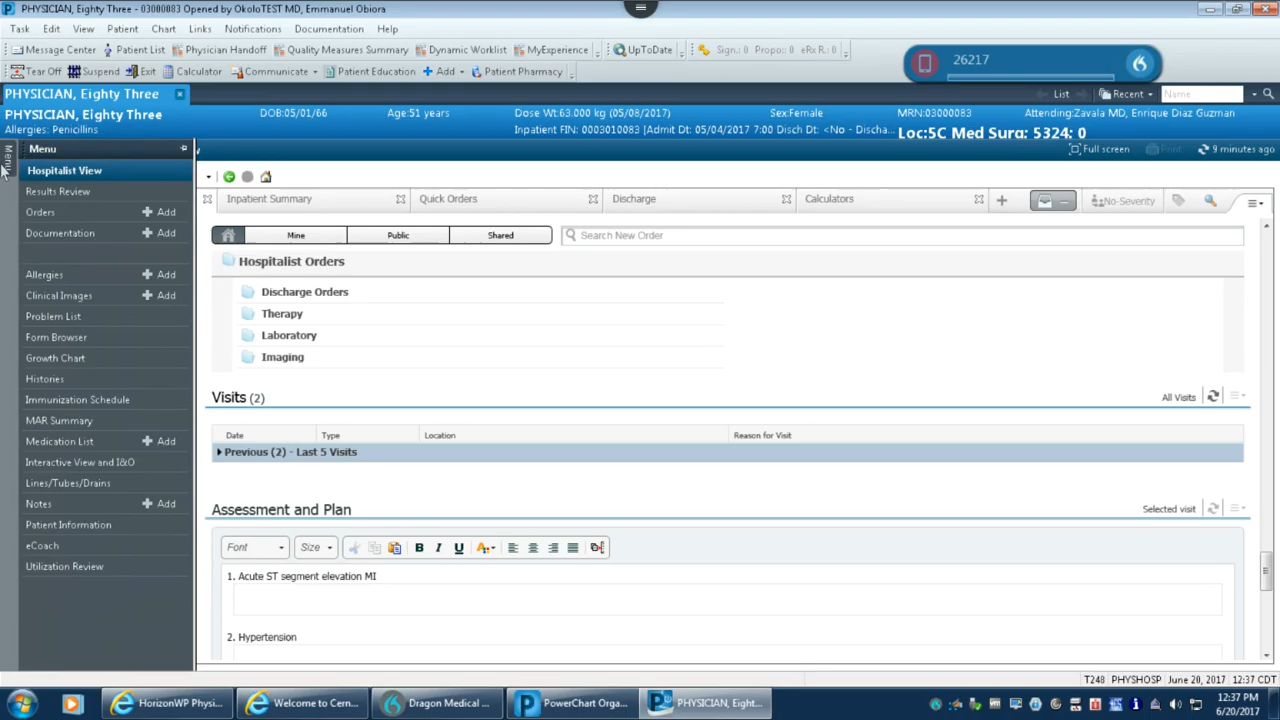 PHYSICIAN, Eighty Three - 03000083 Opened by OkoloTEST MD, Emmanuel Obiora
Task Edit View Patient Chart Links Notifications Documentation Help
Message Center Patient List Physician Handoff Quality Measures Summary Dynamic Worklist MyExperience UpToDate Sign.: 0 Propo.: 0 eRx R.: 0
Tear Off Suspend Exit Calculator Communicate Patient Education Add Patient Pharmacy
26217
PHYSICIAN, Eighty Three
List Recent Name
PHYSICIAN, Eighty Three DOB:05/01/66 Age:51 years Dose Wt:63.000 kg (05/08/2017) Sex:Female MRN:03000083 Attending:Zavala MD, Enrique Diaz Guzman
Allergies: Penicillins Inpatient FIN: 0003010083 [Admit Dt: 05/04/2017 7:00 Disch Dt: <No - Discha... Loc:5C Med Surg: 5324: 0
Menu
Menu
Full screen Print 9 minutes ago
Hospitalist View
Results Review
Orders Add
Documentation Add
Allergies Add
Clinical Images Add
Problem List
Form Browser
Growth Chart
Histories
Immunization Schedule
MAR Summary
Medication List Add
Interactive View and I&O
Lines/Tubes/Drains
Notes Add
Patient Information
eCoach
Utilization Review
Inpatient Summary Quick Orders Discharge Calculators No-Severity
Mine Public Shared Search New Order
Hospitalist Orders
Discharge Orders
Therapy
Laboratory
Imaging
Visits (2) All Visits
Date Type Location Reason for Visit
Previous (2) - Last 5 Visits
Assessment and Plan Selected visit
Font Size B I U A
1. Acute ST segment elevation MI
2. Hypertension
T248 PHYSHOSP June 20, 2017 12:37 CDT
HorizonWP Physi... Welcome to Cern... Dragon Medical ... PowerChart Orga... PHYSICIAN, Eight...
12:37 PM
6/20/2017